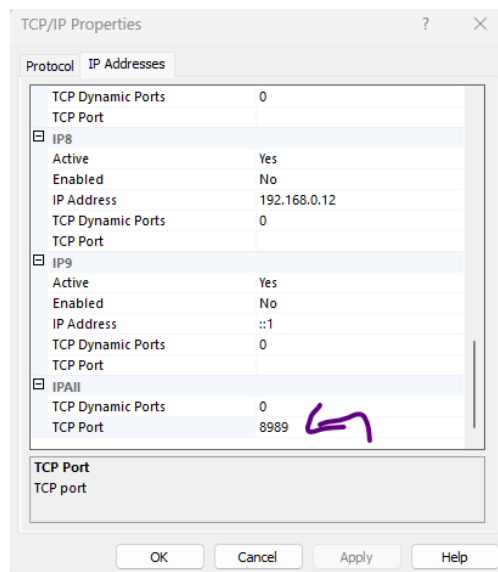 TCP/IP Properties ? ×
Protocol IP Addresses
TCP Dynamic Ports 0
TCP Port
IP8
Active Yes
Enabled No
IP Address 192.168.0.12
TCP Dynamic Ports 0
TCP Port
IP9
Active Yes
Enabled No
IP Address ::1
TCP Dynamic Ports 0
TCP Port
IPAll
TCP Dynamic Ports 0
TCP Port 8989
TCP Port
TCP port
OK Cancel Apply Help